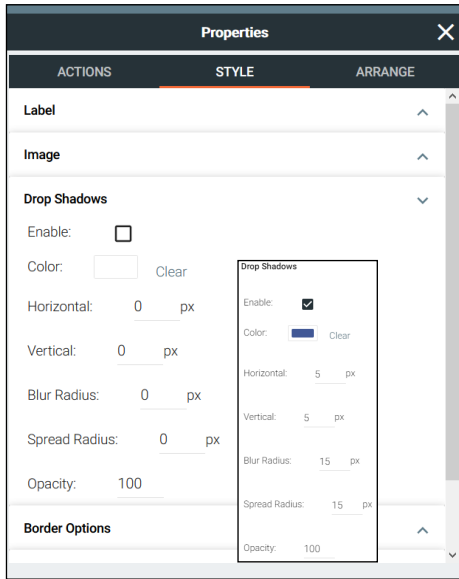 Properties
ACTIONS STYLE ARRANGE
Label
Image
Drop Shadows
Enable:
Color: Clear
Horizontal: 0 px
Vertical: 0 px
Blur Radius: 0 px
Spread Radius: 0 px
Opacity: 100
Border Options
Drop Shadows
Enable:
Color: Clear
Horizontal: 5 px
Vertical: 5 px
Blur Radius: 15 px
Spread Radius: 15 px
Opacity: 100